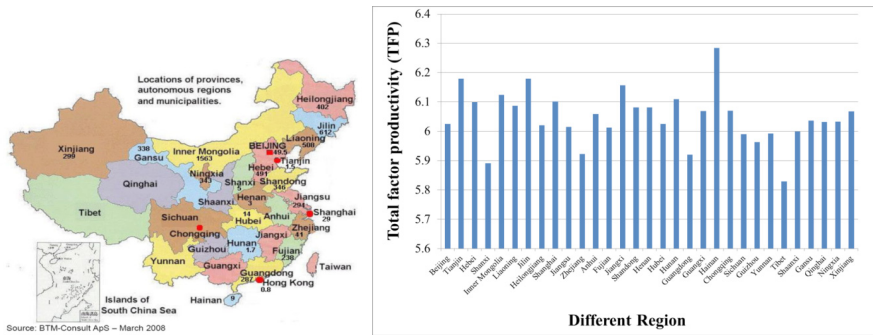 Locations of provinces,
autonomous regions
and municipalities.
Heilongjiang
402
Jilin
612
Liaoning
508
Inner Mongolia
1563
BEIJING
49.5
Tianjin
1.5
Hebei
491
Xinjiang
299
338
Gansu
Ningxia
343
Shanxi
Shandong
346
Qinghai
Shaanxi
Henan
3
Jiangsu
294
Tibet
Sichuan
Chongqing
14
Hubei
Anhui
Shanghai
29
Zhejiang
41
Hunan
1.7
Jiangxi
Guizhou
Fujian
Yunnan
Guangxi
Guangdong
287
Taiwan
Hong Kong
0.8
Hainan
9
Islands of
South China Sea
Source: BTM-Consult ApS – March 2008
Total factor productivity (TFP)
6.4
6.3
6.2
6.1
6
5.9
5.8
5.7
5.6
Beijing
Tianjin
Hebei
Shanxi
Inner Mongolia
Liaoning
Jilin
Heilongjiang
Shanghai
Jiangsu
Zhejiang
Anhui
Fujian
Jiangxi
Shandong
Henan
Hubei
Hunan
Guangdong
Guangxi
Hainan
Chongqing
Sichuan
Guizhou
Yunnan
Tibet
Shaanxi
Gansu
Qinghai
Ningxia
Xinjiang
Different Region